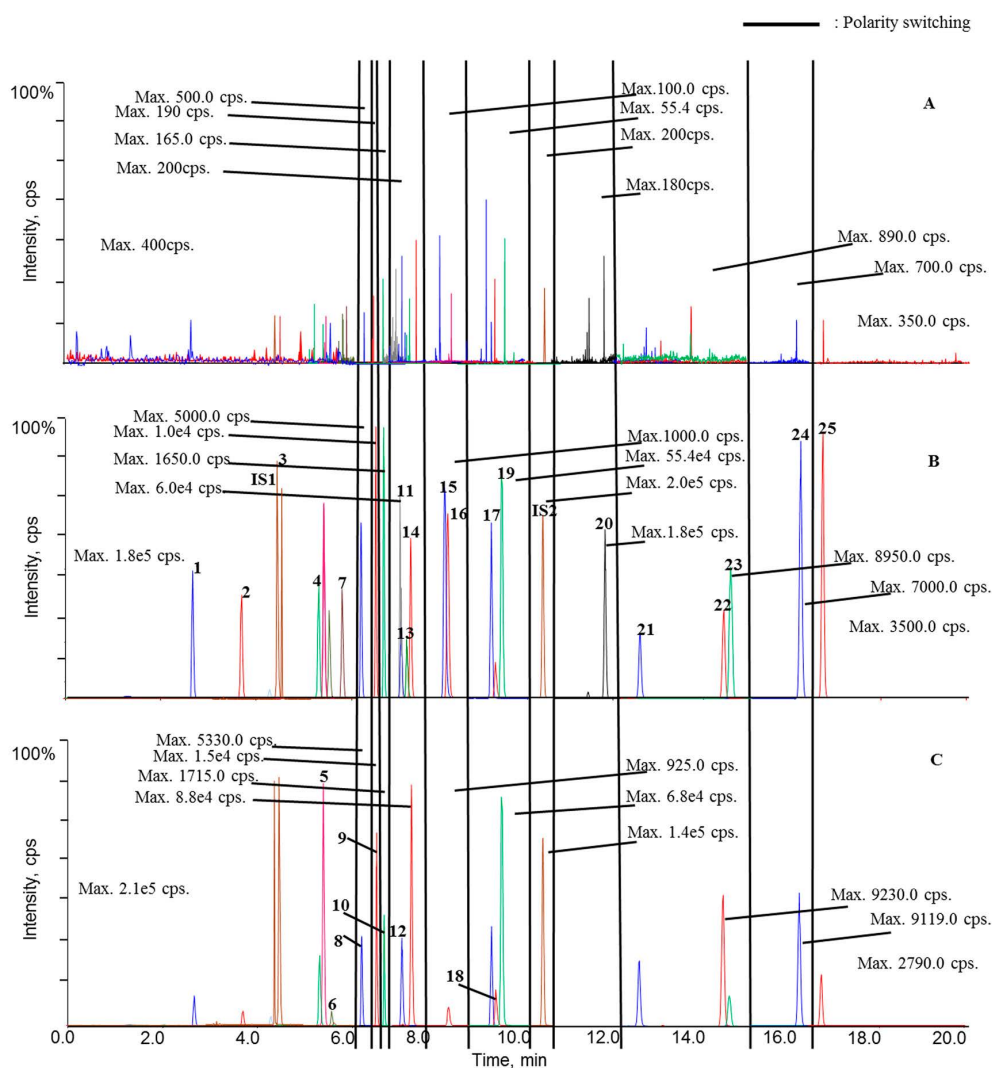 : Polarity switching
100%
Max. 500.0 cps.
Max. 190 cps.
Max. 165.0 cps.
Max. 200cps.
Max. 400cps.
Max.100.0 cps.
Max. 55.4 cps.
Max. 200cps.
Max.180cps.
Max. 890.0 cps.
Max. 700.0 cps.
Max. 350.0 cps.
A
Intensity, cps
100%
Max. 5000.0 cps.
Max. 1.0e4 cps.
Max. 1650.0 cps
Max. 6.0e4 cps.
Max. 1.8e5 cps.
Max.1000.0 cps.
Max. 55.4e4 cps.
Max. 2.0e5 cps.
Max.1.8e5 cps.
Max. 8950.0 cps.
Max. 7000.0 cps.
Max. 3500.0 cps.
B
1
2
IS1
3
4
7
11
13
14
15
16
17
19
IS2
20
21
22
23
24
25
Intensity, cps
100%
Max. 5330.0 cps.
Max. 1.5e4 cps.
Max. 1715.0 cps.
Max. 8.8e4 cps.
Max. 2.1e5 cps.
Max. 925.0 cps.
Max. 6.8e4 cps.
Max. 1.4e5 cps.
Max. 9230.0 cps.
Max. 9119.0 cps.
Max. 2790.0 cps.
C
5
6
8
9
10
12
18
Intensity, cps
0.0 2.0 4.0 6.0 8.0 10.0 12.0 14.0 16.0 18.0 20.0
Time, min